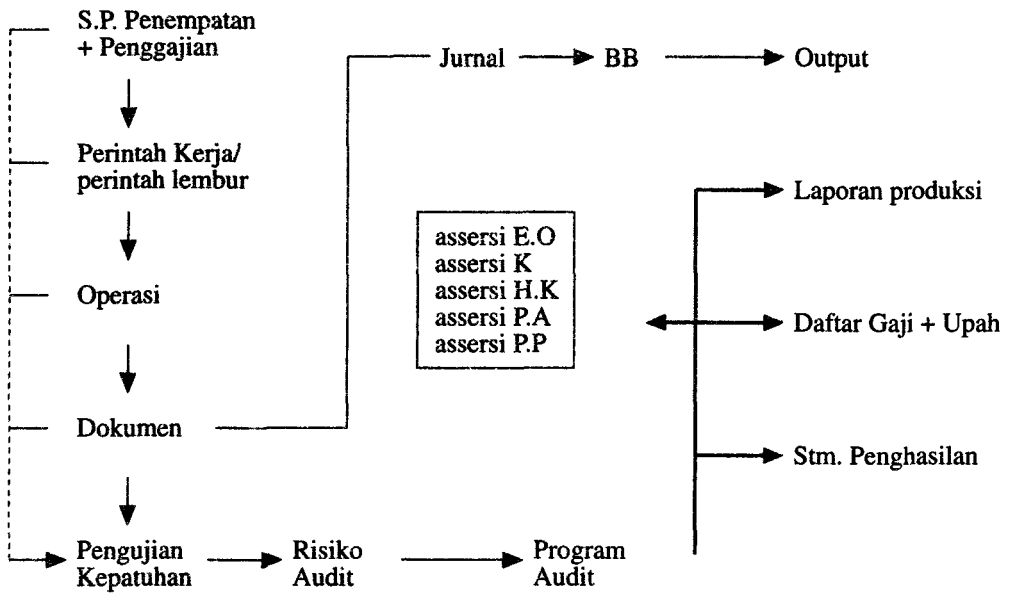 S.P. Penempatan
+ Penggajian
Jurnal
BB
Output
Perintah Kerja/
perintah lembur
Laporan produksi
assersi E.O
assersi K
assersi H.K
assersi P.A
assersi P.P
Operasi
Daftar Gaji + Upah
Dokumen
Stm. Penghasilan
Pengujian
Kepatuhan
Risiko
Audit
Program
Audit